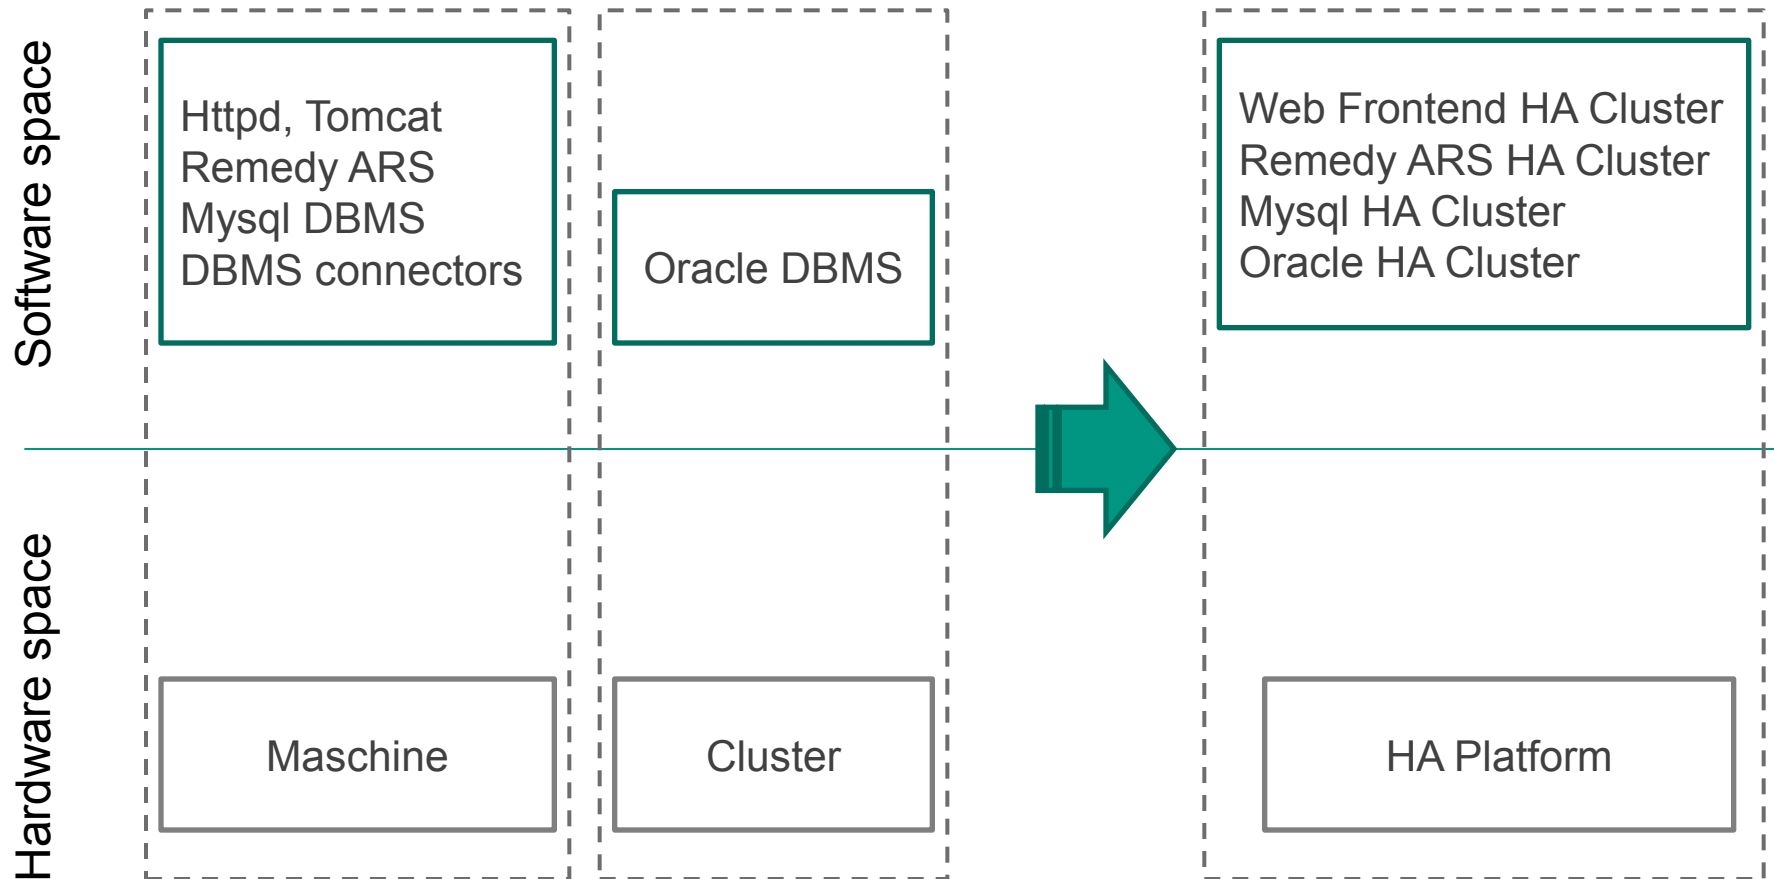 Software space
Httpd, Tomcat
Remedy ARS
Mysql DBMS
DBMS connectors
Oracle DBMS
Web Frontend HA Cluster
Remedy ARS HA Cluster
Mysql HA Cluster
Oracle HA Cluster
Hardware space
Maschine
Cluster
HA Platform